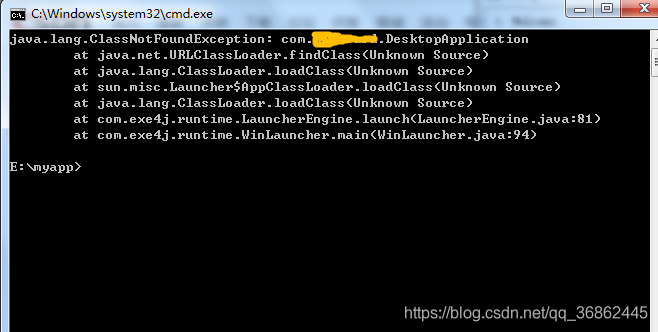 C:\Windows\system32\cmd.exe
java.lang.ClassNotFoundException: com. .DesktopApplication
at java.net.URLClassLoader.findClass(Unknown Source)
at java.lang.ClassLoader.loadClass(Unknown Source)
at sun.misc.Launcher$AppClassLoader.loadClass(Unknown Source)
at java.lang.ClassLoader.loadClass(Unknown Source)
at com.exe4j.runtime.LauncherEngine.launch(LauncherEngine.java:81)
at com.exe4j.runtime.WinLauncher.main(WinLauncher.java:94)
E:\myapp>
https://blog.csdn.net/qq_36862445